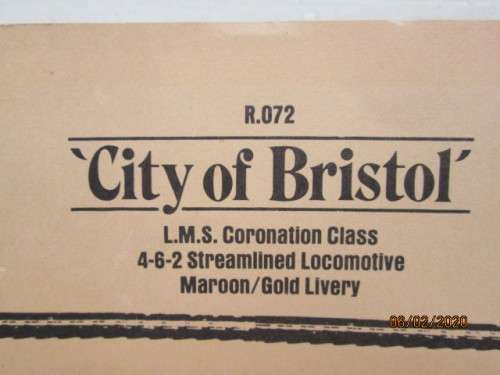 R.072
‵City of Bristol′
L.M.S. Coronation Class
4-6-2 Streamlined Locomotive
Maroon/Gold Livery
06/02/2020